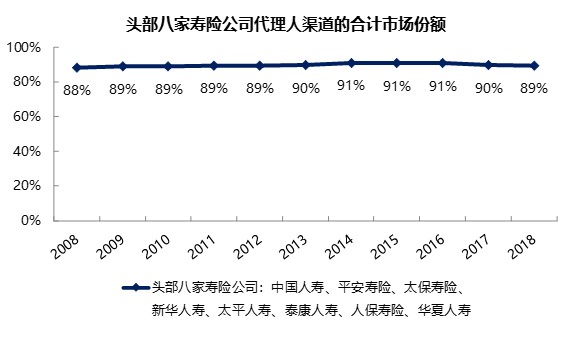 头部八家寿险公司代理人渠道的合计市场份额
100%
80%
60%
40%
20%
0%
88% 89% 89% 89% 89% 90% 91% 91% 91% 90% 89%
2008 2009 2010 2011 2012 2013 2014 2015 2016 2017 2018
头部八家寿险公司：中国人寿、平安寿险、太保寿险、
新华人寿、太平人寿、泰康人寿、人保寿险、华夏人寿